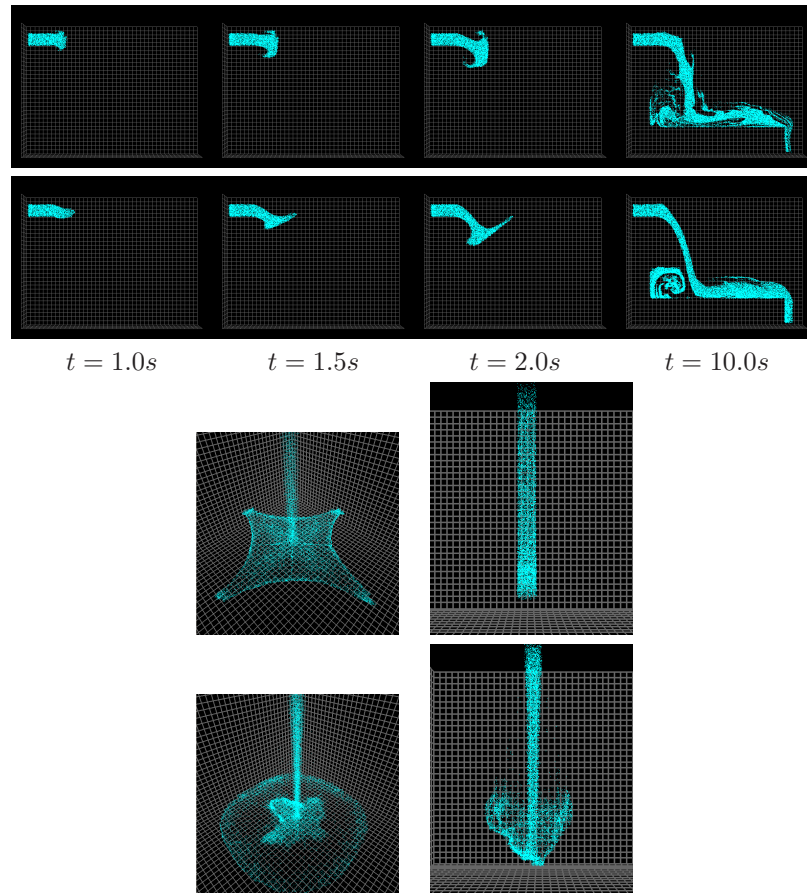 t = 1.0s t = 1.5s t = 2.0s t = 10.0s